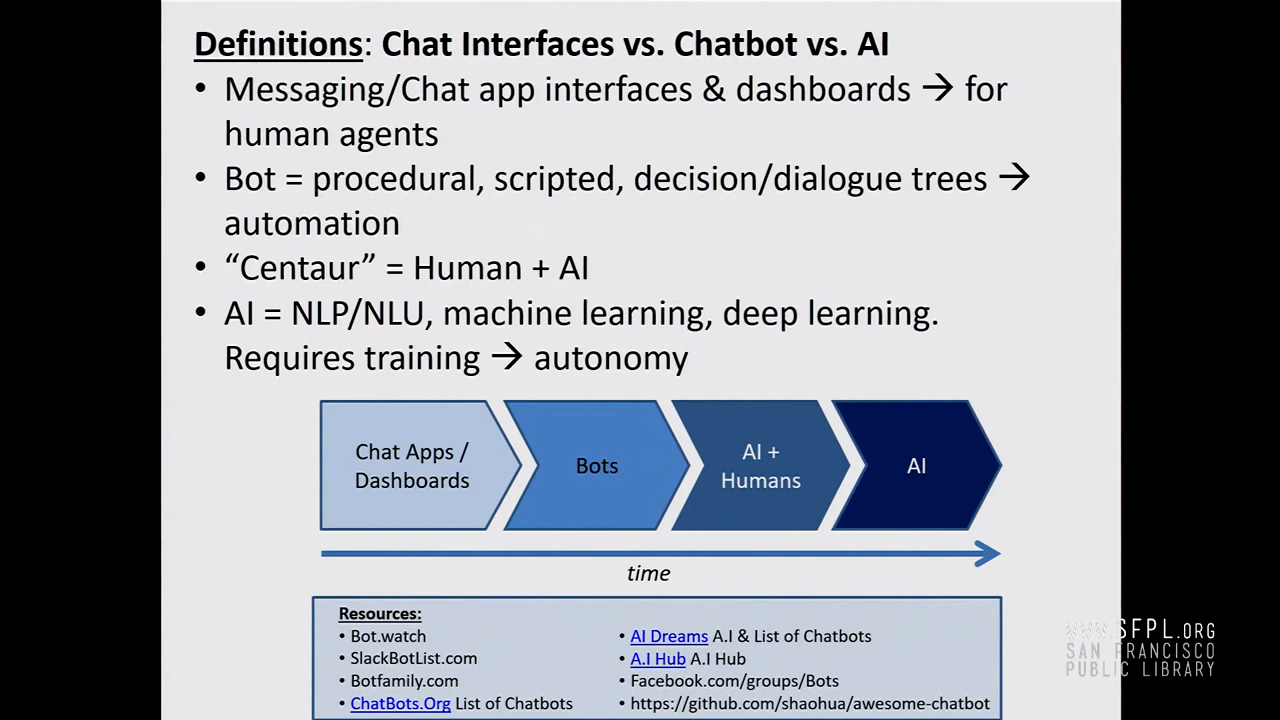 Definitions: Chat Interfaces vs. Chatbot vs. AI
• Messaging/Chat app interfaces & dashboards → for
human agents
• Bot = procedural, scripted, decision/dialogue trees →
automation
• “Centaur” = Human + AI
• AI = NLP/NLU, machine learning, deep learning.
Requires training → autonomy
Chat Apps /
Dashboards
Bots
AI +
Humans
AI
time
Resources:
• Bot.watch
• SlackBotList.com
• Botfamily.com
• ChatBots.Org List of Chatbots
• AI Dreams A.I & List of Chatbots
• A.I Hub A.I Hub
• Facebook.com/groups/Bots
• https://github.com/shaohua/awesome-chatbot
WWW.SFPL.ORG
SAN FRANCISCO
PUBLIC LIBRARY